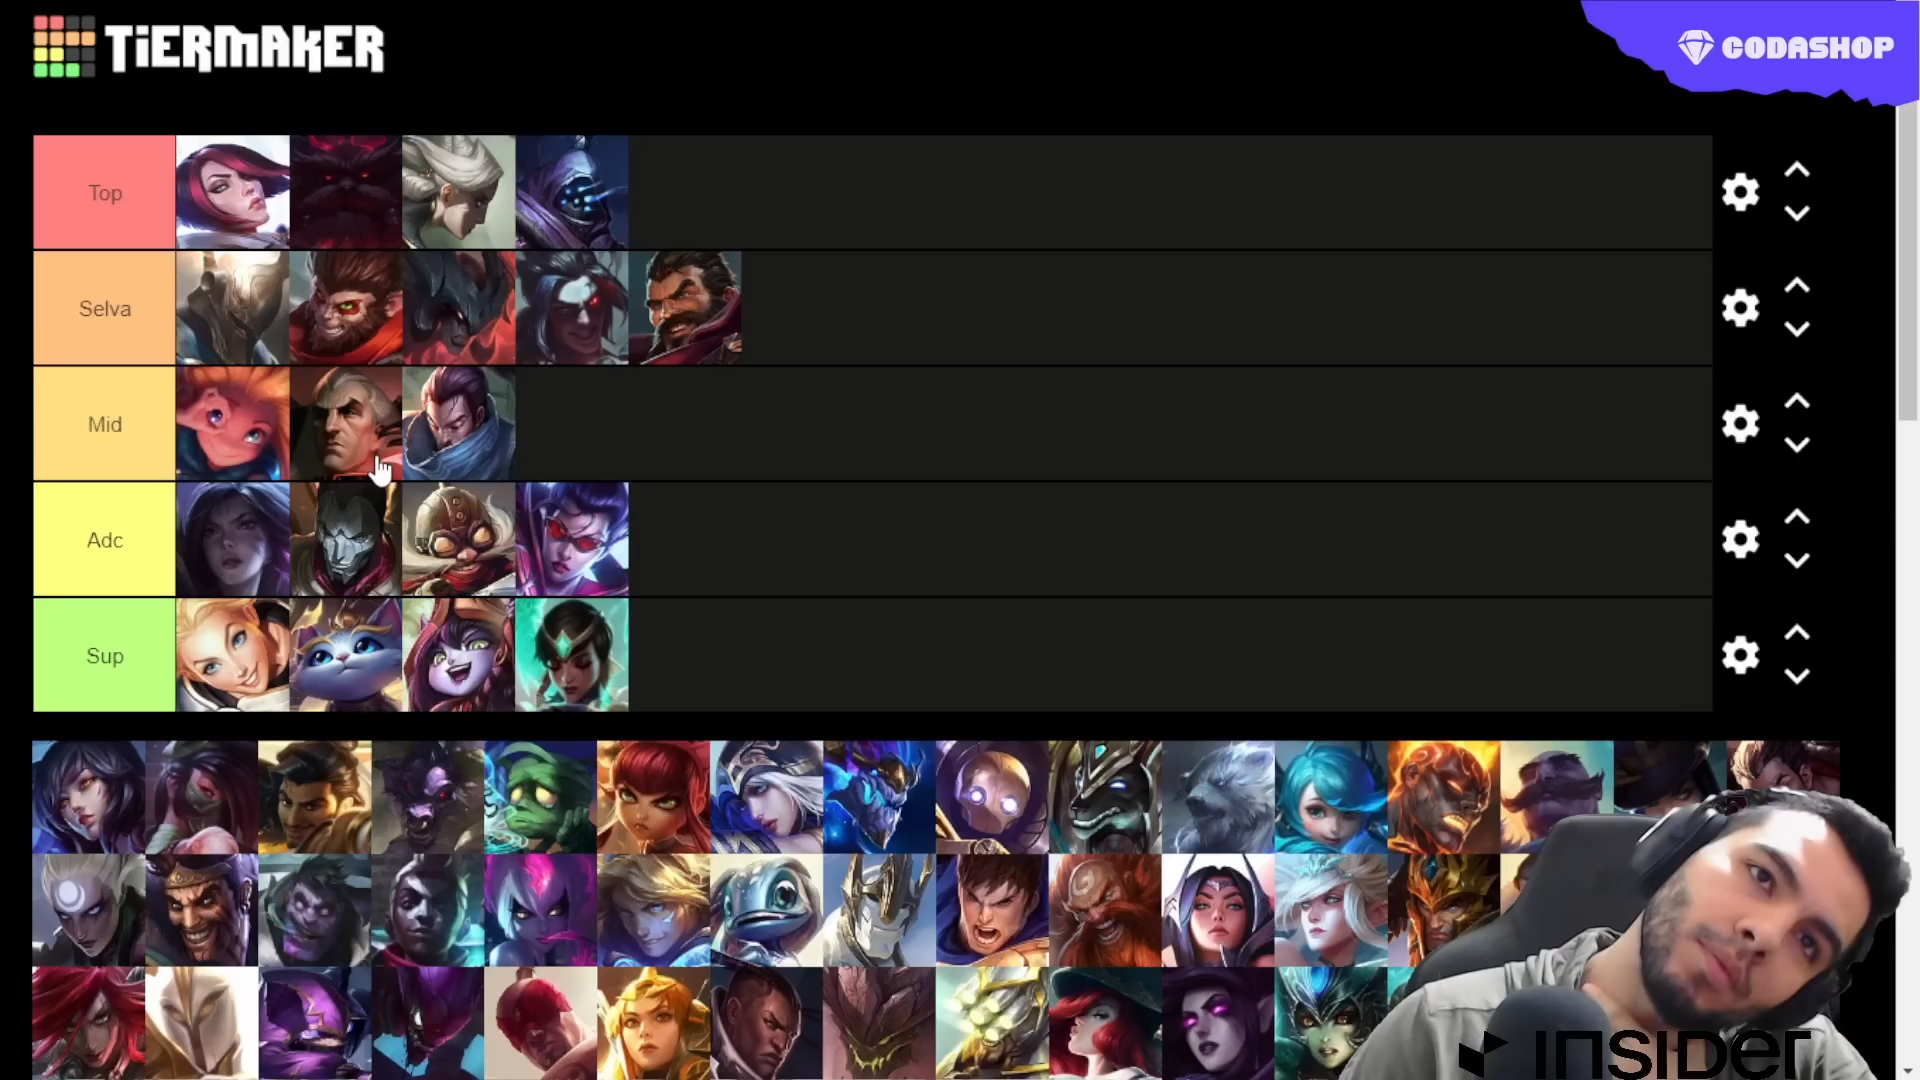 TiERMAKER
CODASHOP
Top
Selva
Mid
Adc
Sup
INSIDER